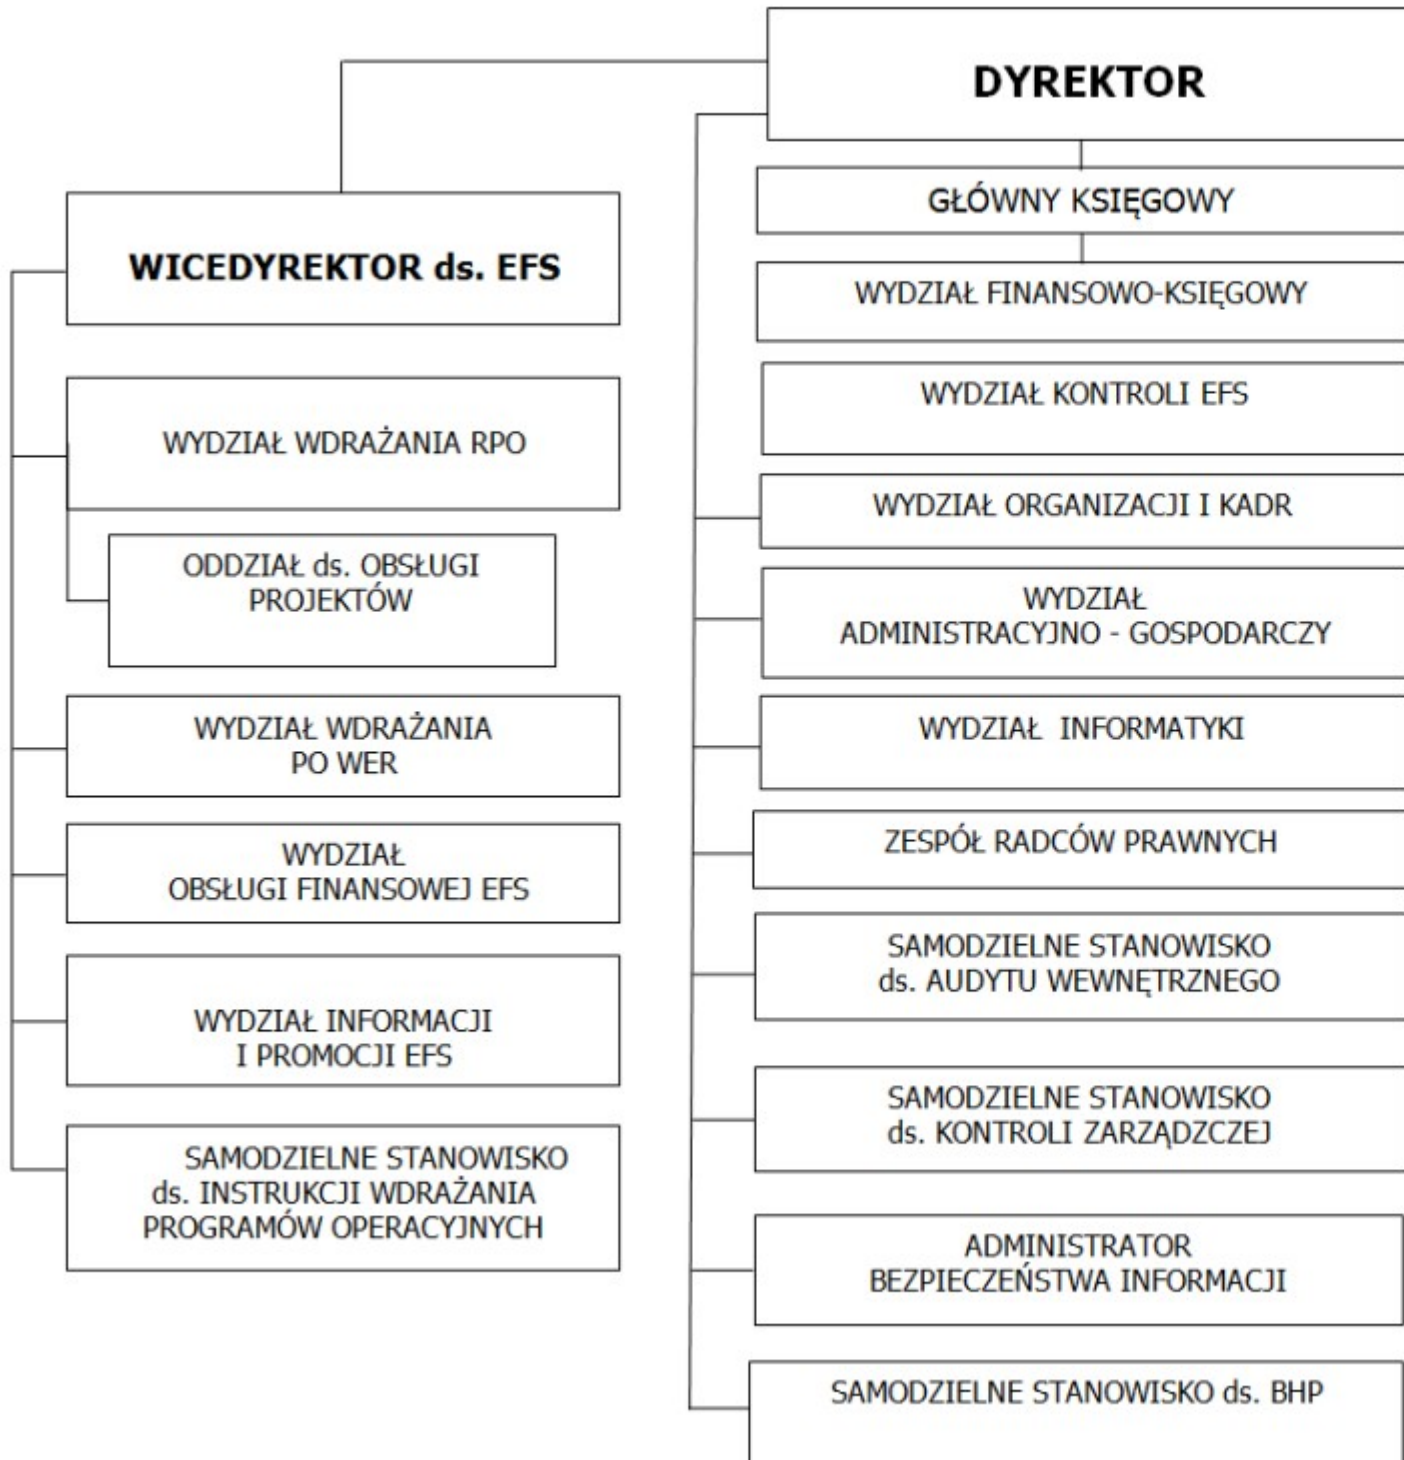 DYREKTOR
GŁÓWNY KSIĘGOWY
WYDZIAŁ FINANSOWO-KSIĘGOWY
WYDZIAŁ KONTROLI EFS
WYDZIAŁ ORGANIZACJI I KADR
WYDZIAŁ
ADMINISTRACYJNO - GOSPODARCZY
WYDZIAŁ INFORMATYKI
ZESPÓŁ RADCÓW PRAWNYCH
SAMODZIELNE STANOWISKO
ds. AUDYTU WEWNĘTRZNEGO
SAMODZIELNE STANOWISKO
ds. KONTROLI ZARZĄDZCZEJ
ADMINISTRATOR
BEZPIECZEŃSTWA INFORMACJI
SAMODZIELNE STANOWISKO ds. BHP
WICEDYREKTOR ds. EFS
WYDZIAŁ WDRAŻANIA RPO
ODDZIAŁ ds. OBSŁUGI
PROJEKTÓW
WYDZIAŁ WDRAŻANIA
PO WER
WYDZIAŁ
OBSŁUGI FINANSOWEJ EFS
WYDZIAŁ INFORMACJI
I PROMOCJI EFS
SAMODZIELNE STANOWISKO
ds. INSTRUKCJI WDRAŻANIA
PROGRAMÓW OPERACYJNYCH